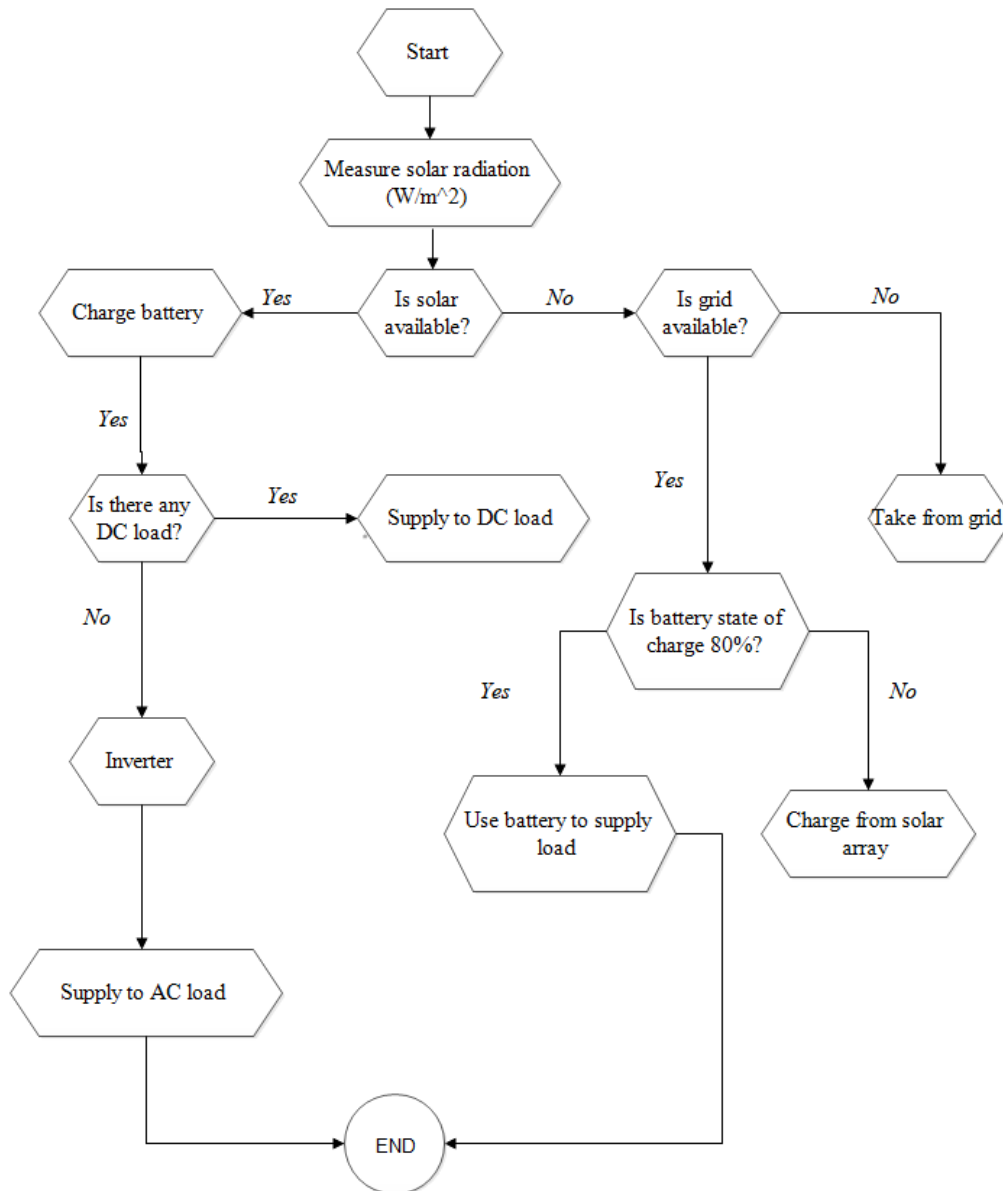 Start
Measure solar radiation
(W/m^2)
Charge battery
Yes
Is solar
available?
No
Is grid
available?
No
Yes
Is there any
DC load?
Yes
Supply to DC load
Yes
Take from grid
No
Is battery state of
charge 80%?
Yes
No
Inverter
Use battery to supply
load
Charge from solar
array
Supply to AC load
END